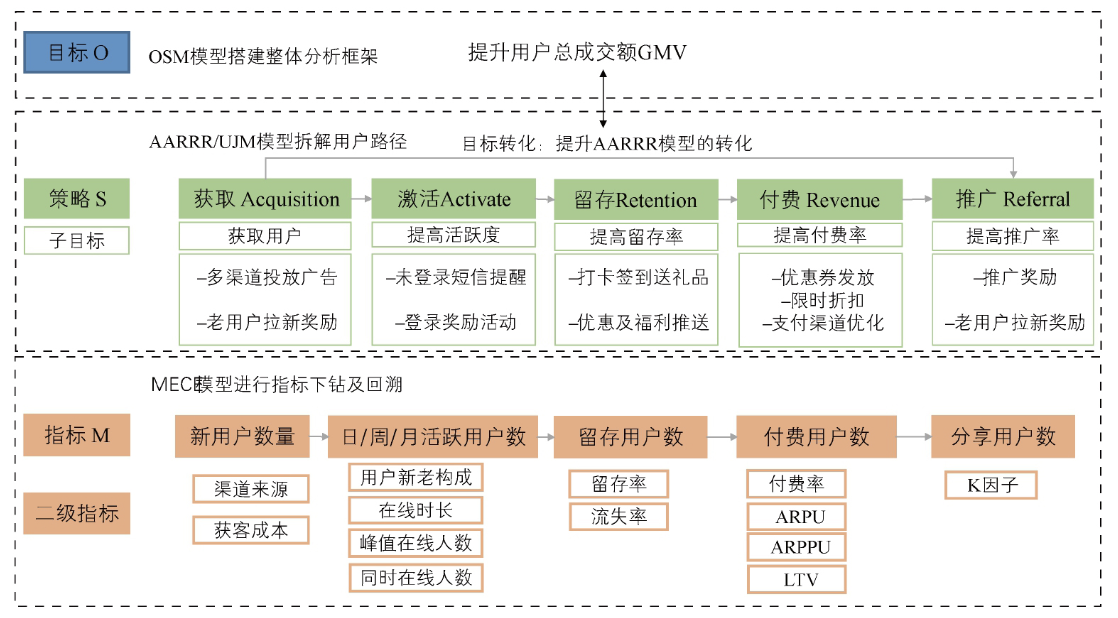 目标 O
OSM模型搭建整体分析框架
提升用户总成交额GMV
AARRR/UJM模型拆解用户路径
目标转化：提升AARRR模型的转化
策略 S
获取 Acquisition
激活Activate
留存Retention
付费 Revenue
推广 Referral
子目标
获取用户
提高活跃度
提高留存率
提高付费率
提高推广率
–多渠道投放广告
–老用户拉新奖励
–未登录短信提醒
–登录奖励活动
–打卡签到送礼品
–优惠及福利推送
–优惠券发放
–限时折扣
–支付渠道优化
–推广奖励
–老用户拉新奖励
MECE模型进行指标下钻及回溯
指标 M
新用户数量
日/周/月活跃用户数
留存用户数
付费用户数
分享用户数
二级指标
渠道来源
获客成本
用户新老构成
在线时长
峰值在线人数
同时在线人数
留存率
流失率
付费率
ARPU
ARPPU
LTV
K因子